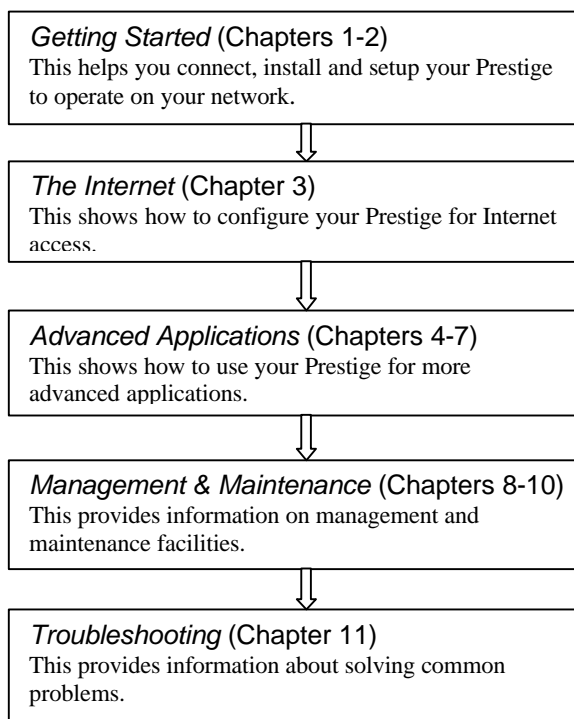 Getting Started (Chapters 1-2)
This helps you connect, install and setup your Prestige
to operate on your network.
The Internet (Chapter 3)
This shows how to configure your Prestige for Internet
access.
Advanced Applications (Chapters 4-7)
This shows how to use your Prestige for more
advanced applications.
Management & Maintenance (Chapters 8-10)
This provides information on management and
maintenance facilities.
Troubleshooting (Chapter 11)
This provides information about solving common
problems.